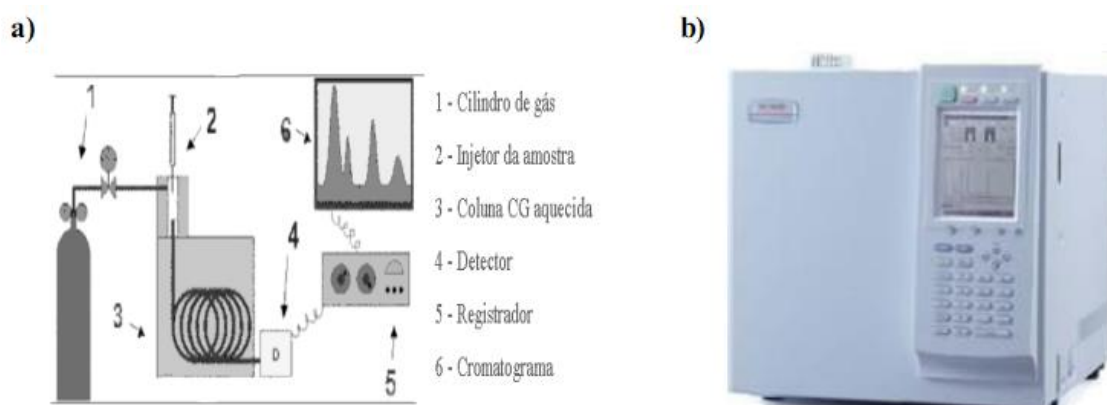 a)
b)
1
2
3
4
5
6
D
1 - Cilindro de gás
2 - Injetor da amostra
3 - Coluna CG aquecida
4 - Detector
5 - Registrador
6 - Cromatograma